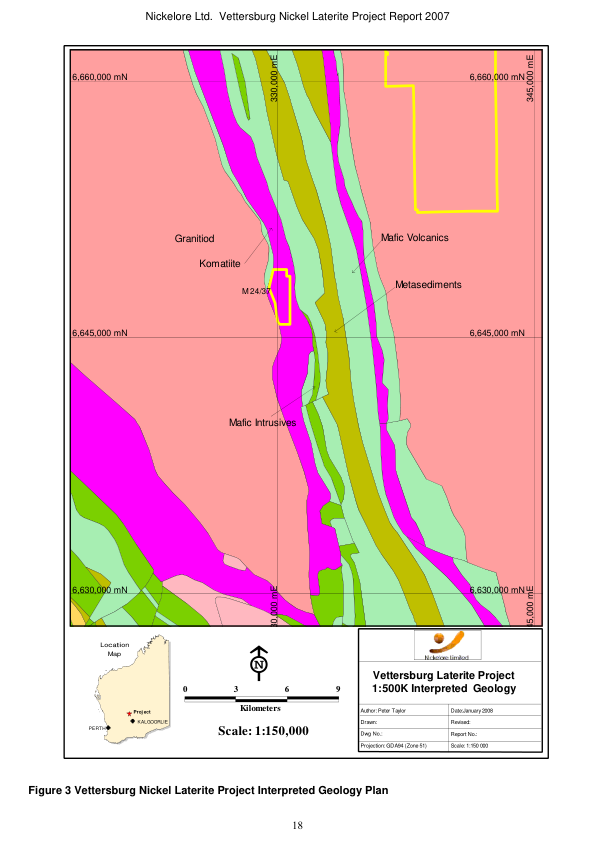 Nickelore Ltd. Vettersburg Nickel Laterite Project Report 2007
6,660,000 mN
330,000 mE
6,660,000 mN
345,000 mE
Granitiod
Mafic Volcanics
Komatiite
Metasediments
M24/37
6,645,000 mN
6,645,000 mN
Mafic Intrusives
6,630,000 mN
0,000 mE
6,630,000 mN
45,000 mE
Location
Map
Project
KALGOORLIE
PERTH
N
0 3 6 9
Kilometers
Scale: 1:150,000
Nickelore Limited
Vettersburg Laterite Project
1:500K Interpreted Geology
Author: Peter Taylor
Date:January 2008
Drawn:
Revised:
Dwg No.:
Report No.:
Projection: GDA94 (Zone 51)
Scale: 1:150 000
Figure 3 Vettersburg Nickel Laterite Project Interpreted Geology Plan
18